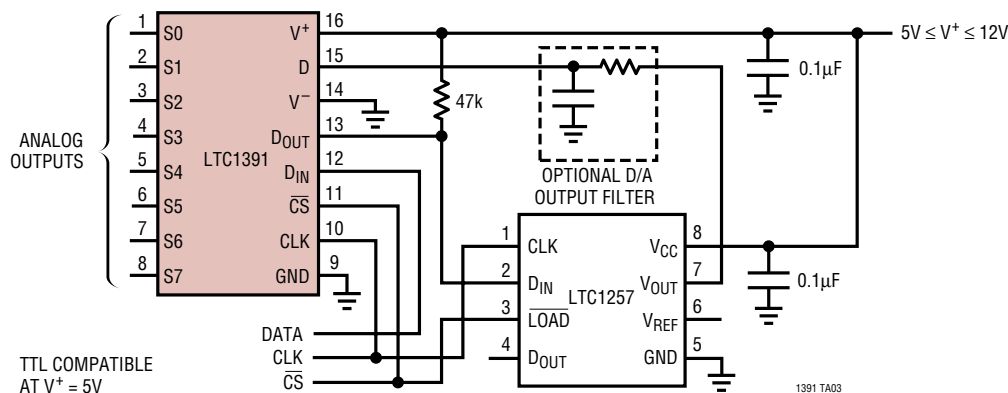 1 S0 V+ 16
5V ≤ V+ ≤ 12V
2 S1 D 15
0.1µF
3 S2 V− 14
47k
4 S3 DOUT 13
ANALOG
OUTPUTS
LTC1391
5 S4 DIN 12
OPTIONAL D/A
OUTPUT FILTER
6 S5 CS 11
7 S6 CLK 10
8 S7 GND 9
1 CLK VCC 8
2 DIN VOUT 7
LTC1257
0.1µF
3 LOAD VREF 6
4 DOUT GND 5
DATA
CLK
CS
TTL COMPATIBLE
AT V+ = 5V
1391 TA03